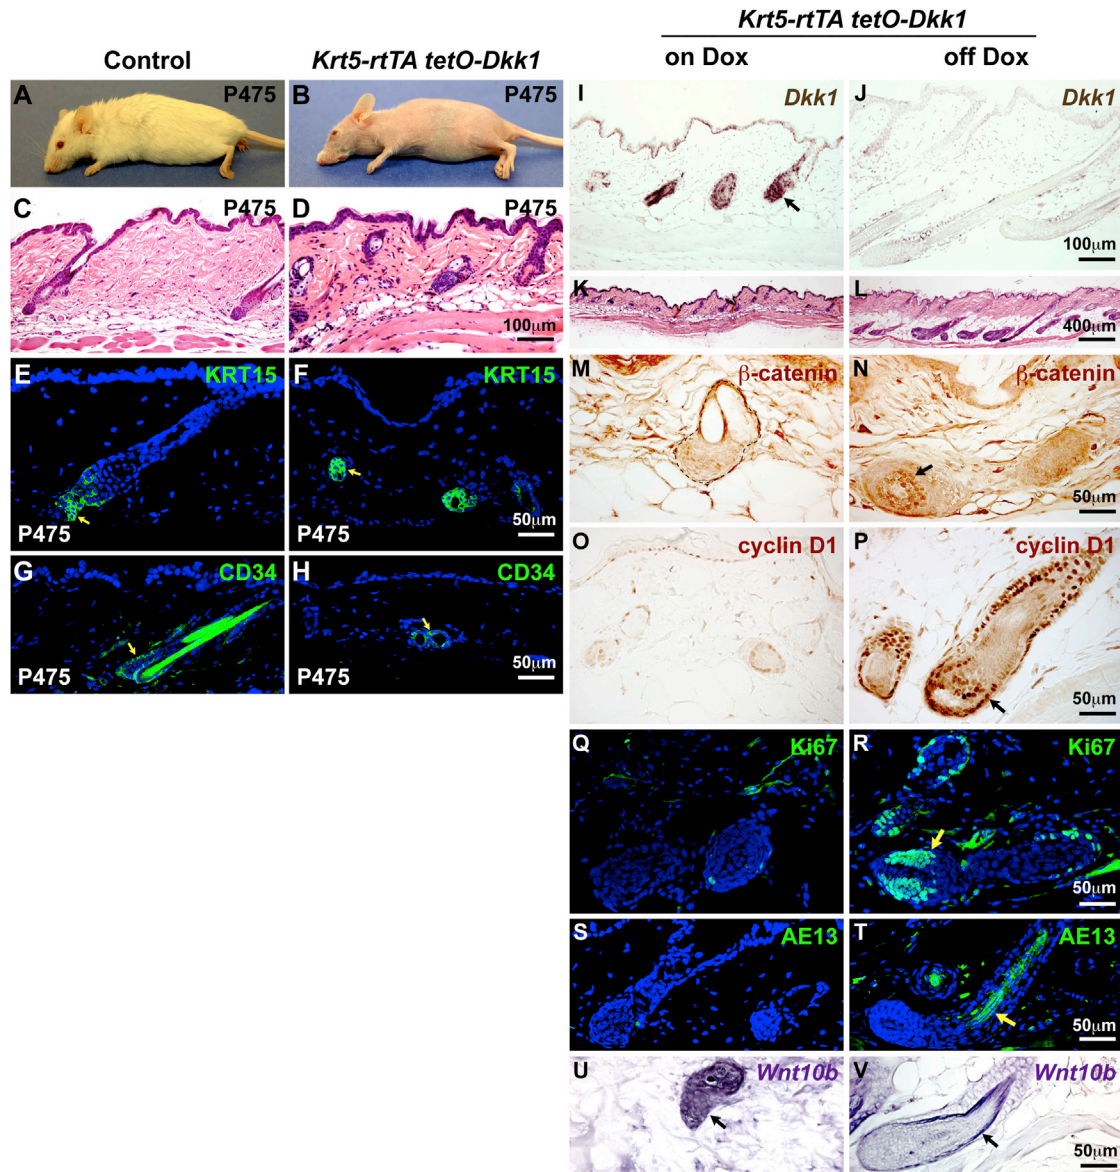 Krt5-rtTA tetO-Dkk1
Control
Krt5-rtTA tetO-Dkk1
on Dox
off Dox
A
P475
B
P475
C
P475
D
P475
100μm
E
KRT15
P475
F
KRT15
50μm
G
CD34
P475
H
CD34
50μm
I
Dkk1
J
Dkk1
100μm
K
L
400μm
M
β-catenin
N
β-catenin
50μm
O
cyclin D1
P
cyclin D1
50μm
Q
Ki67
R
Ki67
50μm
S
AE13
T
AE13
50μm
U
Wnt10b
V
Wnt10b
50μm